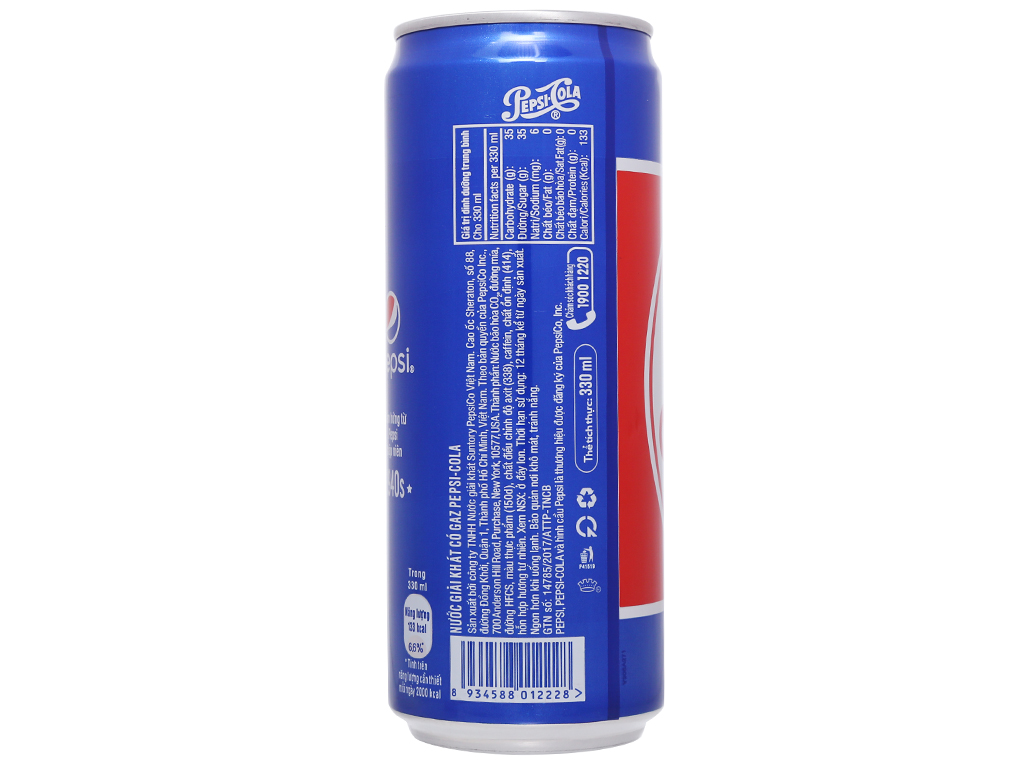 PEPSI-COLA
®
Giá trị dinh dưỡng trung bình
Cho 330 ml
Nutrition facts per 330 ml
Carbohydrate (g): 35
Đường/Sugar (g): 35
Natri/Sodium (mg): 6
Chất béo/Fat (g): 0
Chất béo bão hòa/Sat.Fat(g): 0
Chất đạm/Protein (g): 0
Calori/Calories (Kcal): 133
NƯỚC GIẢI KHÁT CÓ GAZ PEPSI-COLA
Sản xuất bởi công ty TNHH Nước giải khát Suntory PepsiCo Việt Nam. Cao ốc Sheraton, số 88,
đường Đồng Khởi, Quận 1, Thành phố Hồ Chí Minh, Việt Nam. Theo bản quyền của PepsiCo Inc.,
700 Anderson Hill Road, Purchase, New York, 10577, USA. Thành phần: Nước bão hòa CO2, đường mía,
đường HFCS, màu thực phẩm (150d), chất điều chỉnh độ axit (338), caffein, chất ổn định (414),
hỗn hợp hương tự nhiên. Xem NSX: ở đáy lon. Thời hạn sử dụng: 12 tháng kể từ ngày sản xuất.
Ngon hơn khi uống lạnh. Bảo quản nơi khô mát, tránh nắng.
GTN số: 14785/2017/ATTP-TNCB
PEPSI, PEPSI-COLA và hình cầu Pepsi là thương hiệu được đăng ký của PepsiCo, Inc.
Thể tích thực: 330 ml
Chăm sóc khách hàng
1900 1220
P41518
epsi®
từ
40s
Trong
330 ml
Năng lượng
133 kcal
6.6%*
*Tính trên
năng lượng cần thiết
mỗi ngày 2000 kcal
8 934588 012228 >